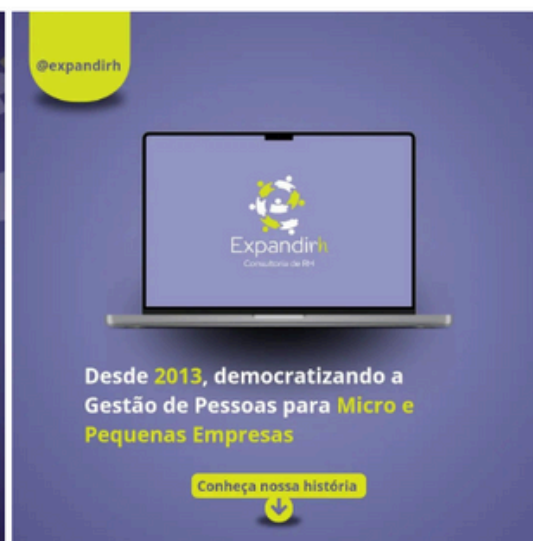 @expandirh
Expandirh
Consultoria de RH
Desde 2013, democratizando a
Gestão de Pessoas para Micro e
Pequenas Empresas
Conheça nossa história